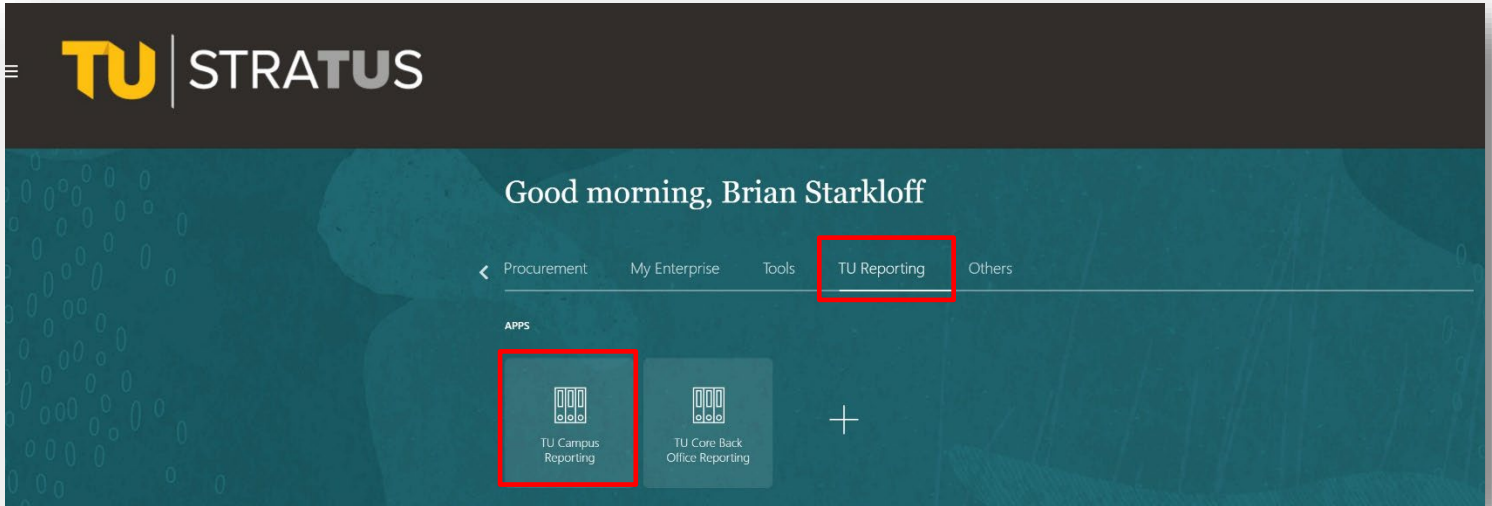 TU STRATUS
Good morning, Brian Starkloff
Procurement My Enterprise Tools TU Reporting Others
APPS
TU Campus
Reporting
TU Core Back
Office Reporting